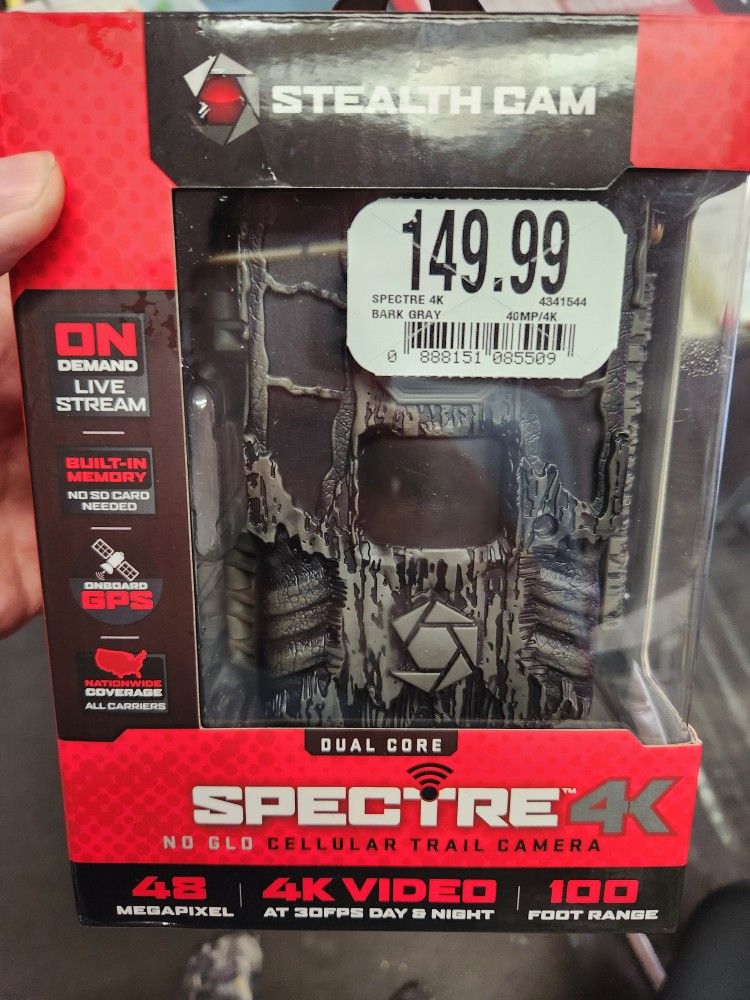 STEALTH CAM
149.99
SPECTRE 4K 4341544
BARK GRAY 40MP/4K
0 888151 085509
ON
DEMAND
LIVE
STREAM
BUILT-IN
MEMORY
NO SD CARD
NEEDED
ONBOARD
GPS
NATIONWIDE
COVERAGE
ALL CARRIERS
DUAL CORE
SPECTRE™ 4K
NO GLO CELLULAR TRAIL CAMERA
48
MEGAPIXEL
4K VIDEO
AT 30FPS DAY & NIGHT
100
FOOT RANGE